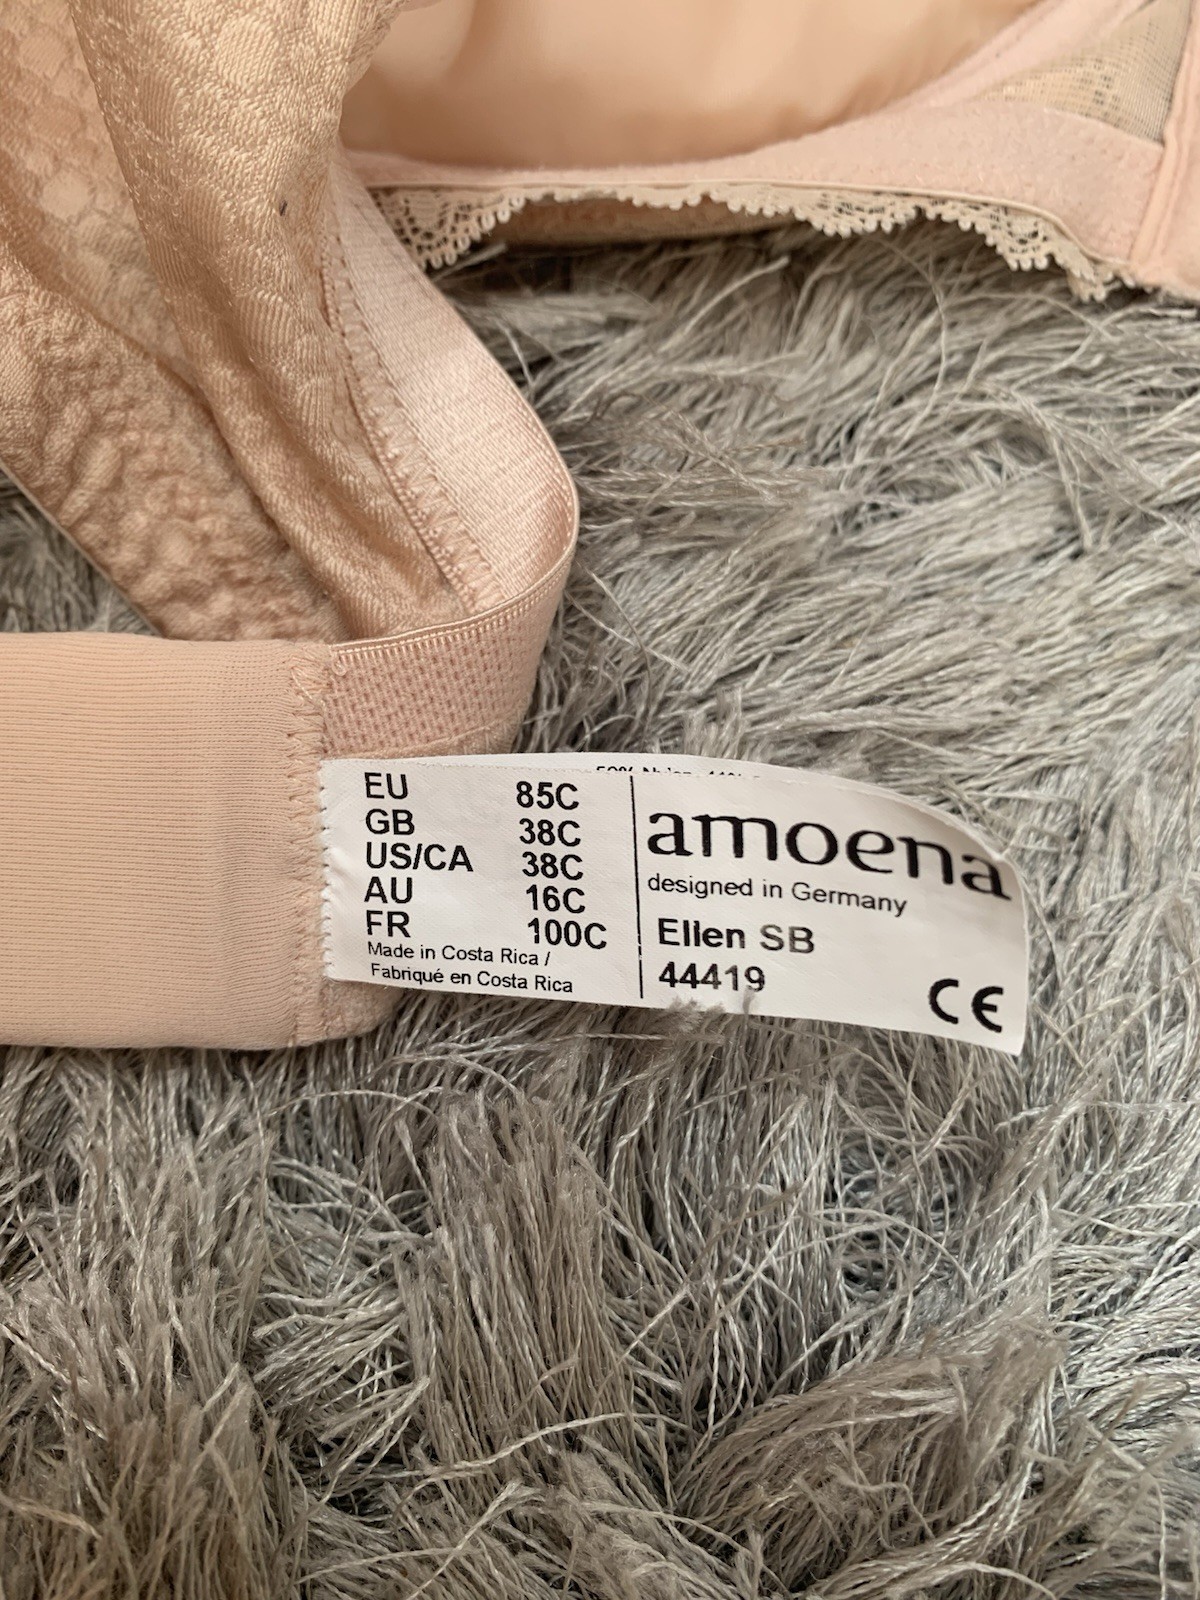 EU 85C
GB 38C
US/CA 38C
AU 16C
FR 100C
Made in Costa Rica /
Fabriqué en Costa Rica
amoena
designed in Germany
Ellen SB
44419
CE